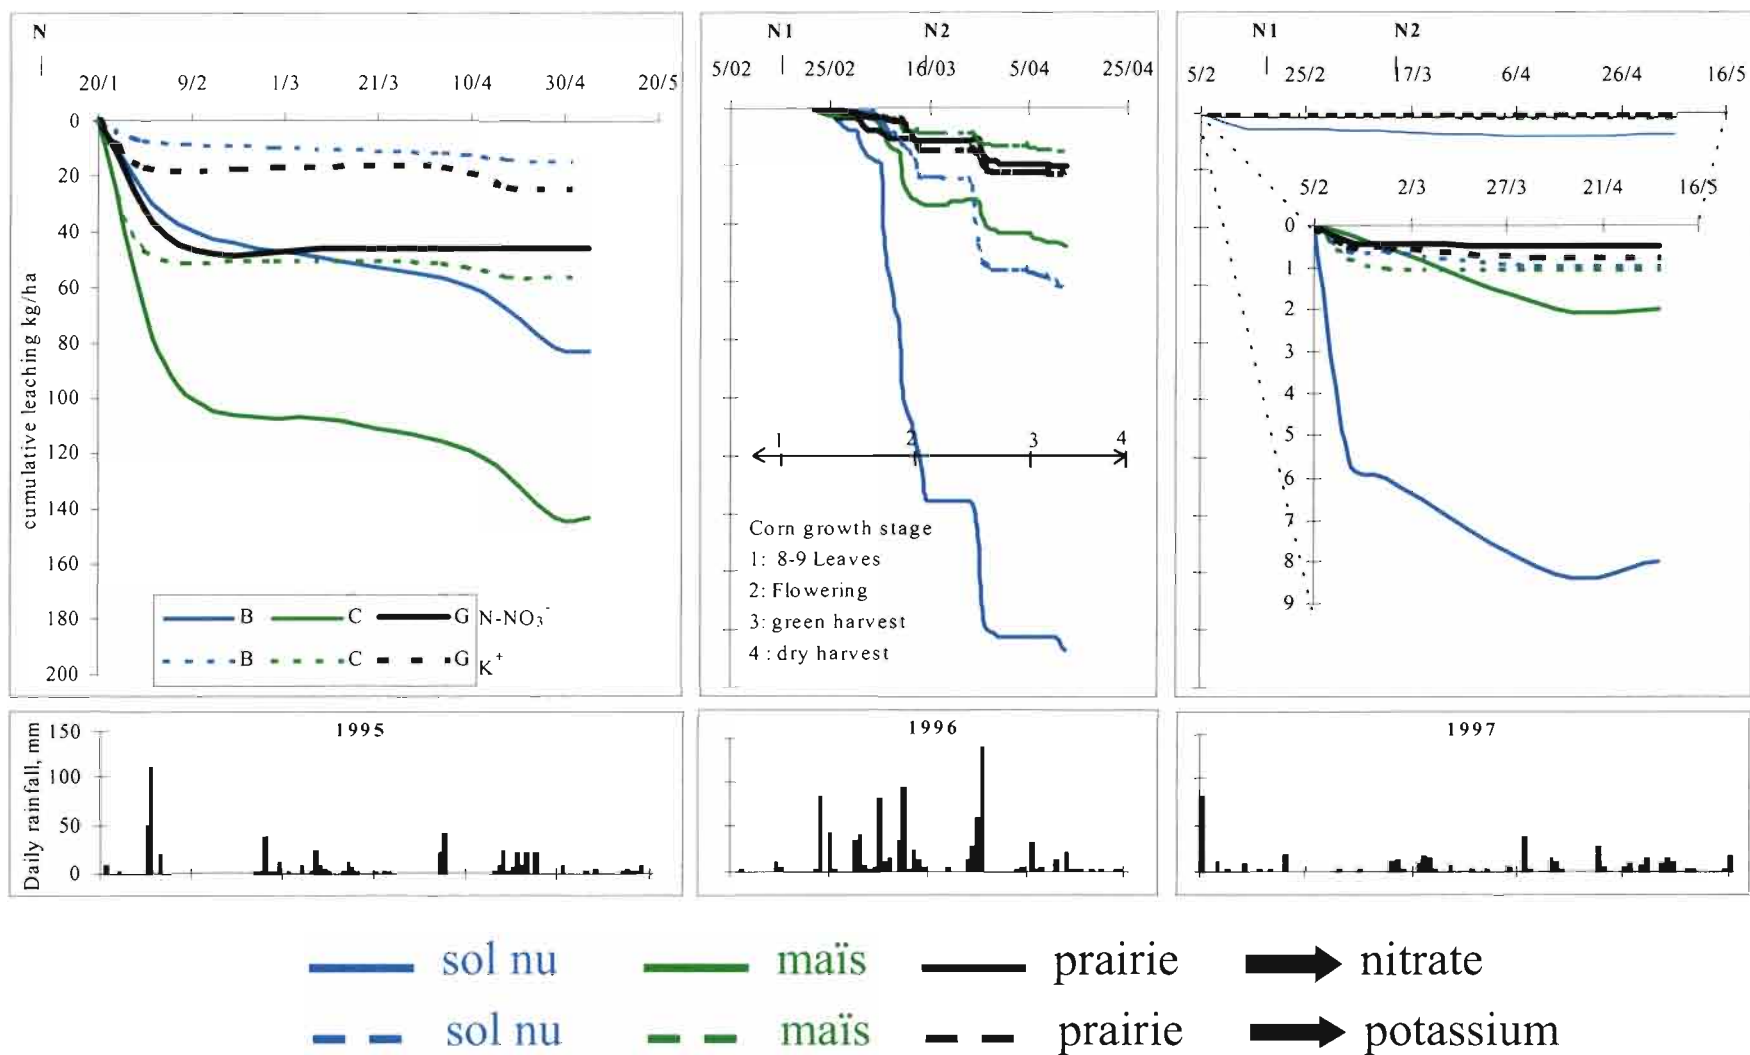 N
20/1 9/2 1/3 21/3 10/4 30/4 20/5
0
20
40
60
80
100
120
140
160
180
200
cumulative leaching kg/ha
B C G N-NO3-
B C G K+
N1 N2
5/02 25/02 16/03 5/04 25/04
1 2 3 4
Corn growth stage
1: 8-9 Leaves
2: Flowering
3: green harvest
4 : dry harvest
N1 N2
5/2 25/2 17/3 6/4 26/4 16/5
5/2 2/3 27/3 21/4 16/5
0
1
2
3
4
5
6
7
8
9
1995
150
100
50
0
Daily rainfall, mm
1996
1997
sol nu maïs prairie nitrate
sol nu maïs prairie potassium